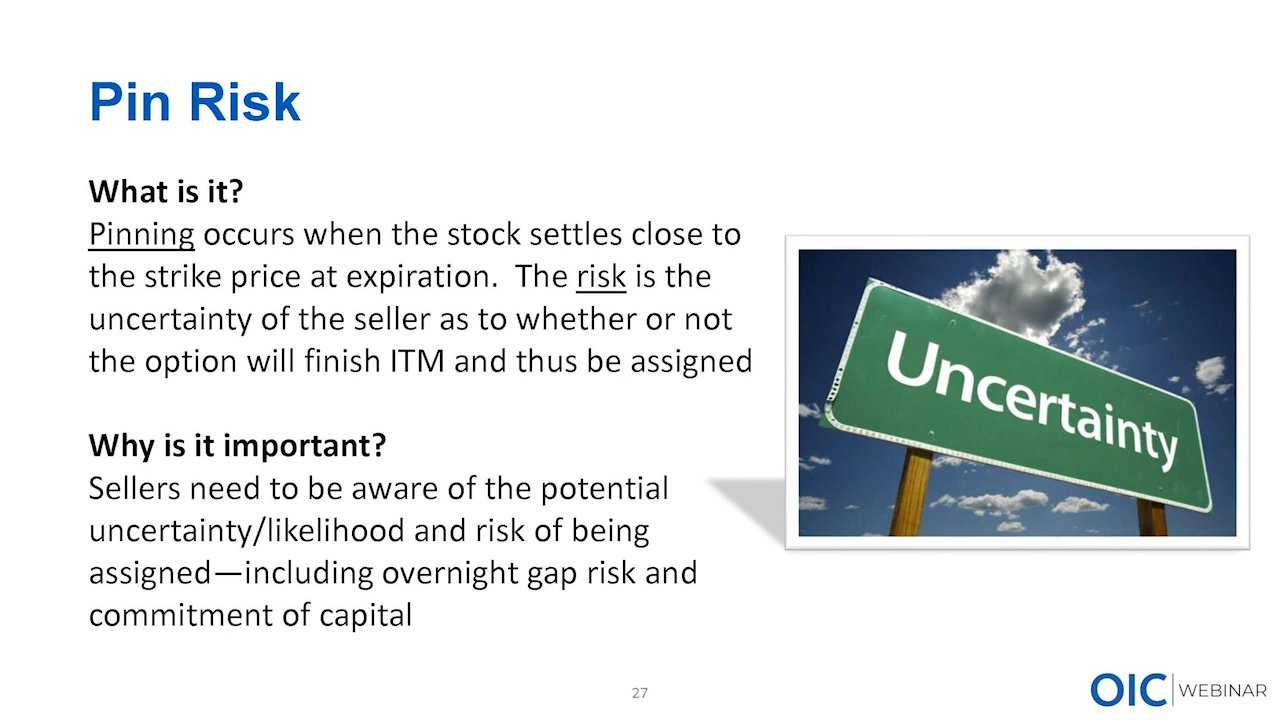 Pin Risk
What is it?
Pinning occurs when the stock settles close to
the strike price at expiration.  The risk is the
uncertainty of the seller as to whether or not
the option will finish ITM and thus be assigned
Uncertainty
Why is it important?
Sellers need to be aware of the potential
uncertainty/likelihood and risk of being
assigned—including overnight gap risk and
commitment of capital
27
OIC WEBINAR